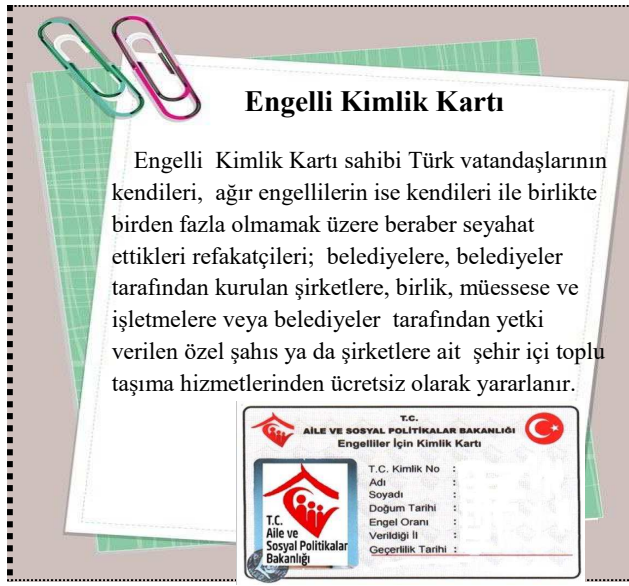 Engelli Kimlik Kartı
Engelli Kimlik Kartı sahibi Türk vatandaşlarının
kendileri, ağır engellilerin ise kendileri ile birlikte
birden fazla olmamak üzere beraber seyahat
ettikleri refakatçileri; belediyelere, belediyeler
tarafından kurulan şirketlere, birlik, müessese ve
işletmelere veya belediyeler tarafından yetki
verilen özel şahıs ya da şirketlere ait şehir içi toplu
taşıma hizmetlerinden ücretsiz olarak yararlanır.
T.C.
AİLE VE SOSYAL POLİTİKALAR BAKANLIĞI
Engelliler İçin Kimlik Kartı
T.C. Kimlik No :
Adı :
Soyadı :
Doğum Tarihi :
Engel Oranı :
Verildiği İl :
Geçerlilik Tarihi :
T.C.
Aile ve
Sosyal Politikalar
Bakanlığı